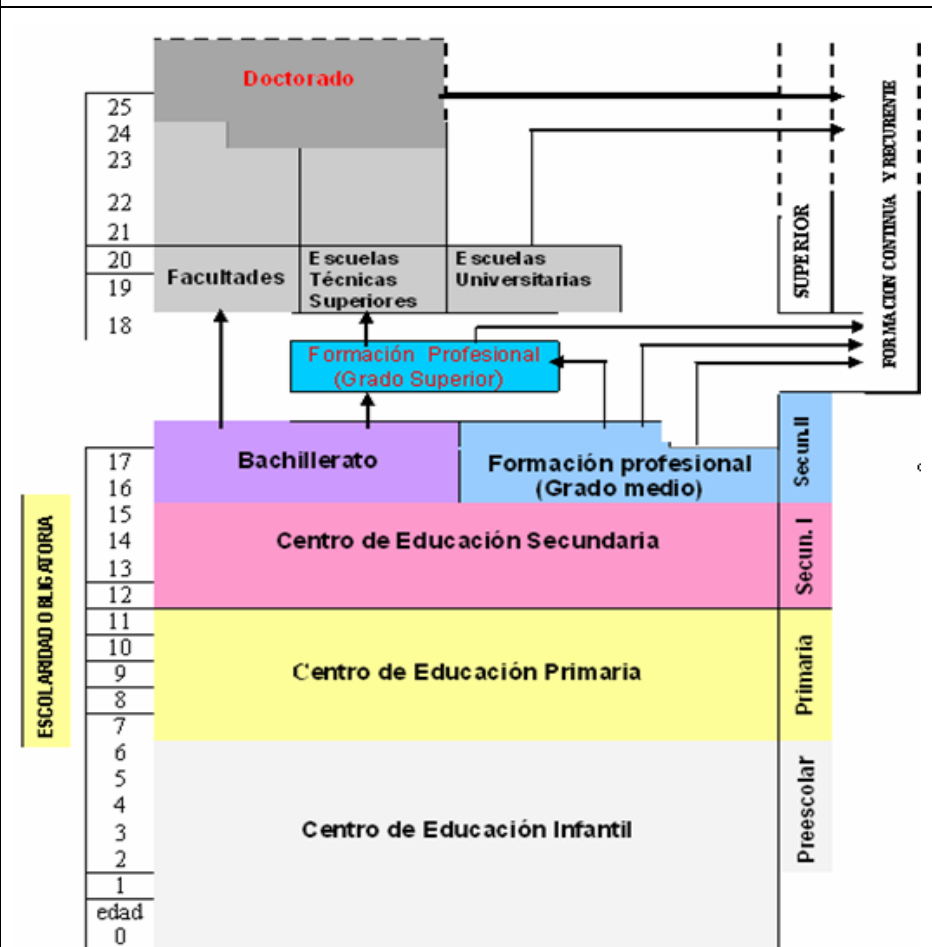 Doctorado
25
24
23
22
21
20
19
18
Facultades
Escuelas
Técnicas
Superiores
Escuelas
Universitarias
SUPERIOR
FORMACION CONTINUA Y RECURENTE
Formación Profesional
(Grado Superior)
17
16
Bachillerato
Formación profesional
(Grado medio)
Secun.II
15
14
13
12
Centro de Educación Secundaria
Secun. I
ESCOLARIDAD OBLIGATORIA
11
10
9
8
7
Centro de Educación Primaria
Primaria
6
5
4
3
2
1
edad
0
Centro de Educación Infantil
Preescolar